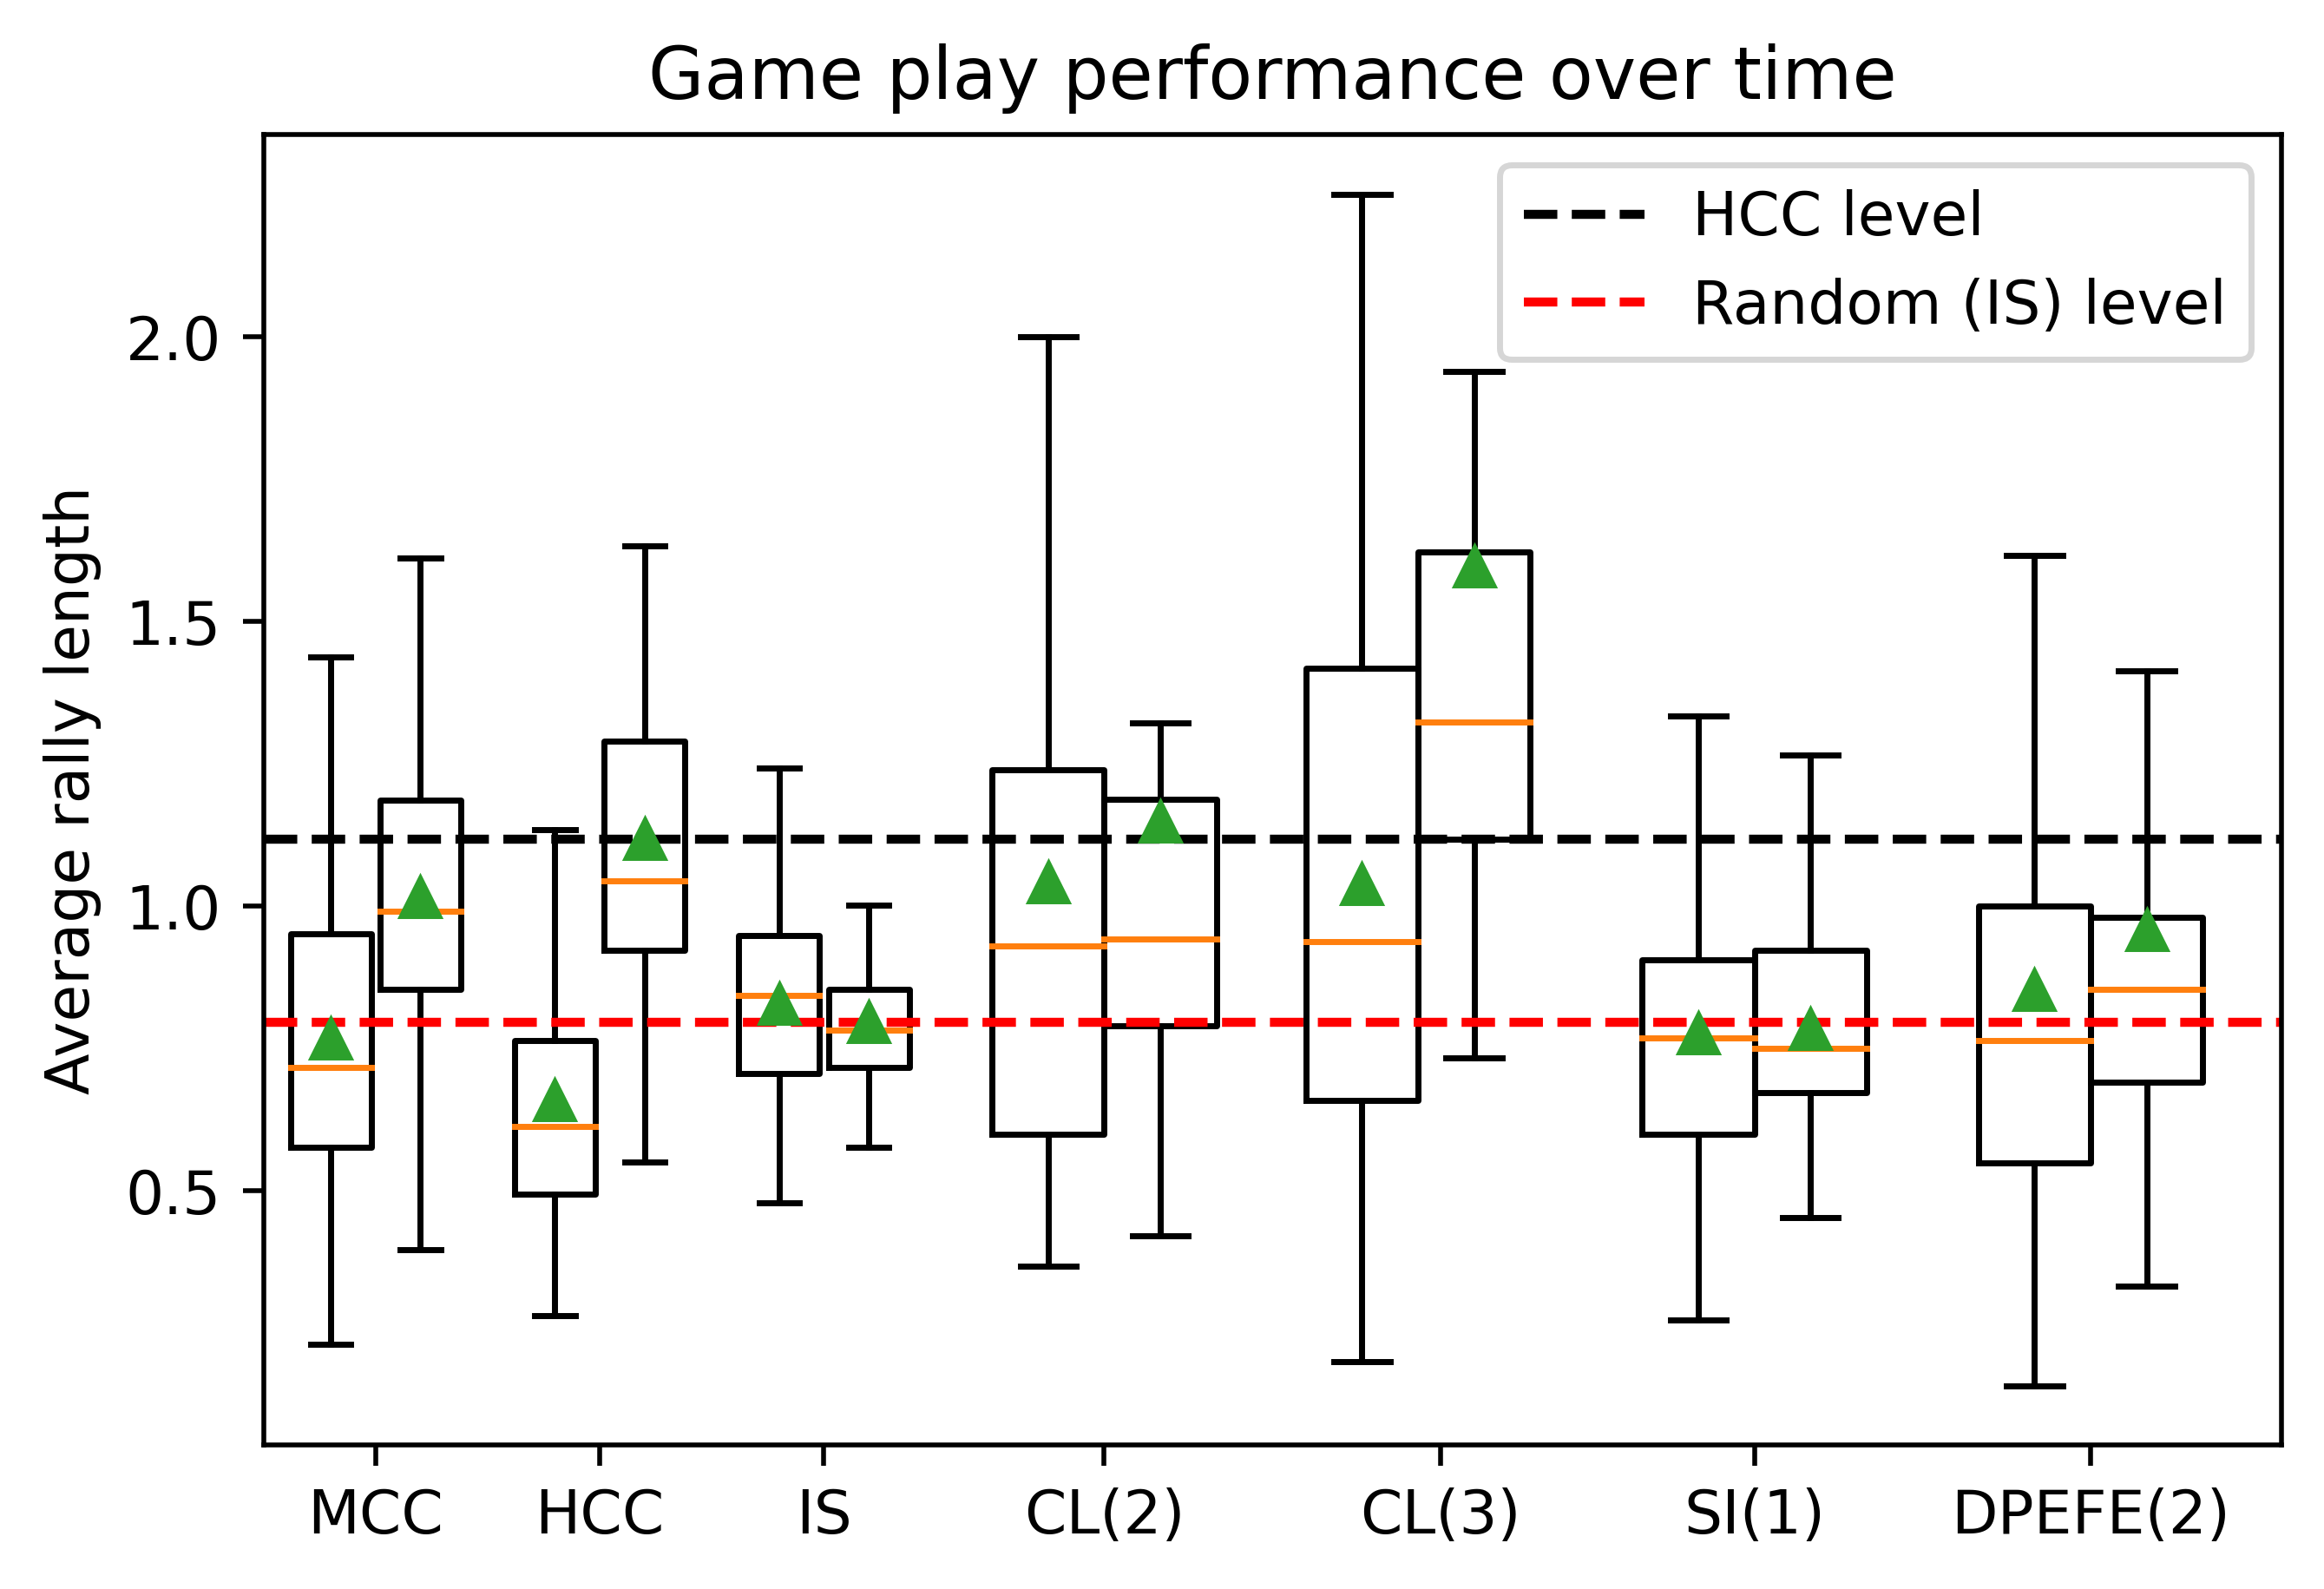 Game play performance over time
HCC level
Random (IS) level
Average rally length
2.0
1.5
1.0
0.5
MCC HCC IS CL(2) CL(3) SI(1) DPEFE(2)